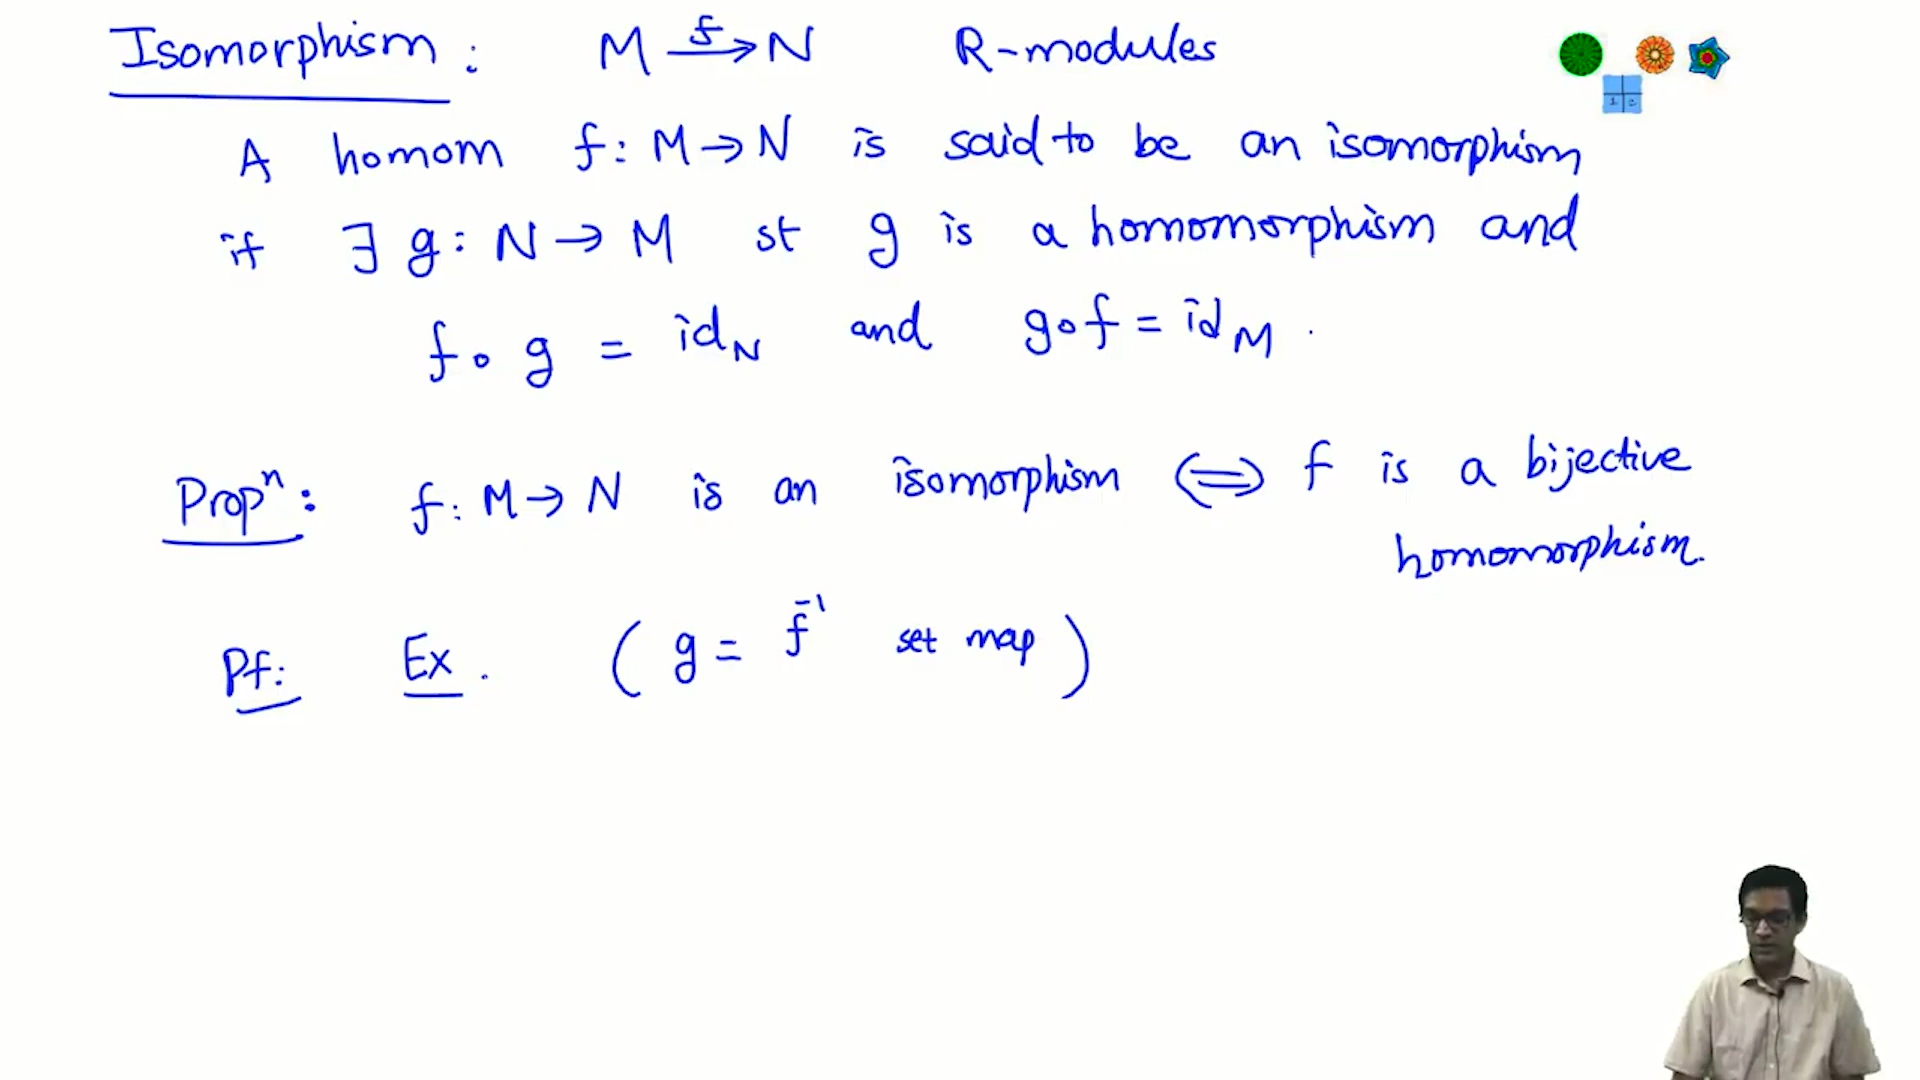 Isomorphism : M f→ N R-modules
A homom f: M → N is said to be an isomorphism
if ∃ g: N → M st g is a homomorphism and
f ∘ g = id_N and g∘f = id_M .
Propⁿ: f: M → N is an isomorphism ⟺ f is a bijective
homomorphism.
Pf: Ex. ( g = f⁻¹ set map )